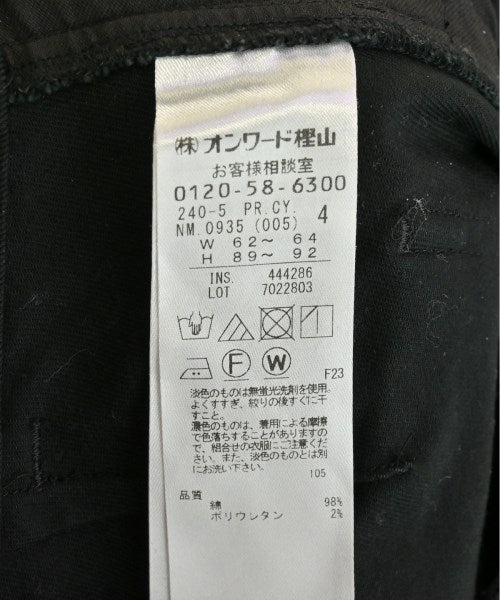 ㈱オンワード樫山
お客様相談室
0120-58-6300
240-5 PR.CY. 4
NM.0935 (005)
W 62~ 64
H 89~ 92
INS. 444286
LOT 7022803
F W F23
淡色のものは無蛍光洗剤を使用。
よくすすぎ、絞りの後すぐ干
すこと。
濃色のものは、着用による摩擦
で色落ちすることがありますの
で、組合せの衣服にご注意くだ
さい。また、淡色のものとは別
にお洗い下さい。
105
品質
綿 98%
ポリウレタン 2%